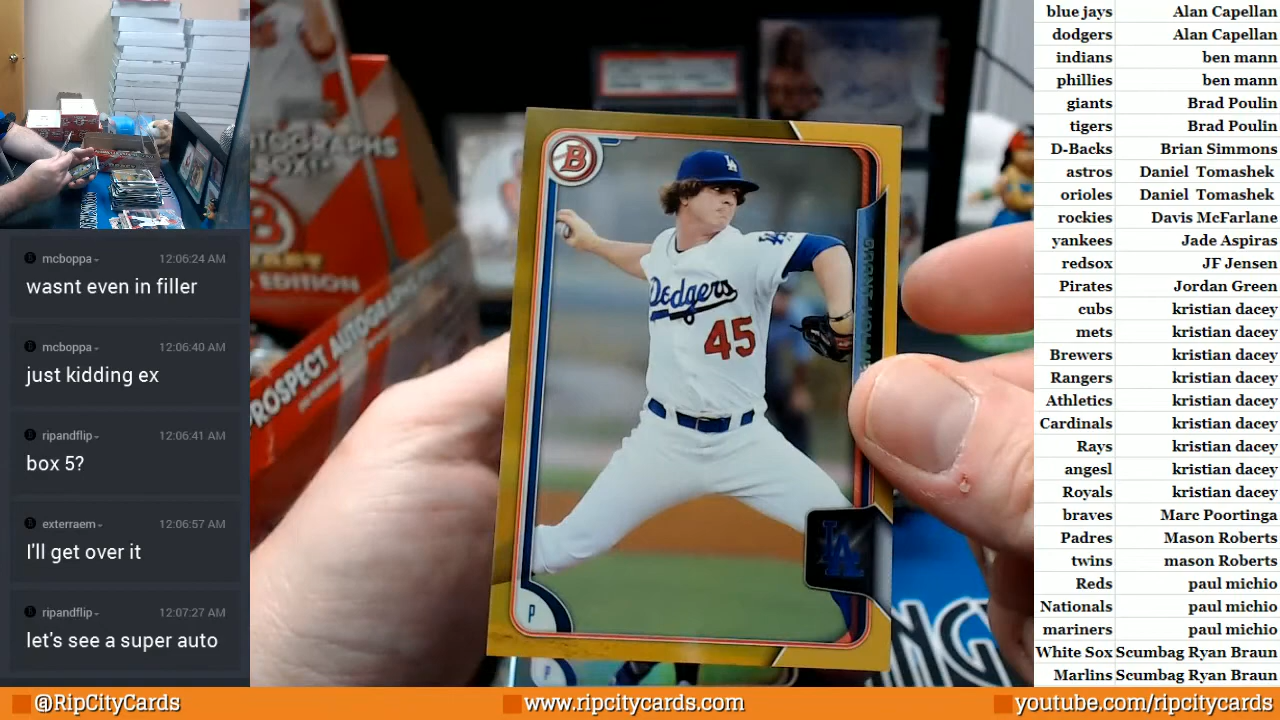 mcboppa
12:06:24 AM
wasnt even in filler
mcboppa
12:06:40 AM
just kidding ex
ripandflip
12:06:41 AM
box 5?
exterraem
12:06:57 AM
I'll get over it
ripandflip
12:07:27 AM
let's see a super auto
AUTOGRAPHS
BOX!
B
EDITION
PROSPECT AUTOGRAPHS
B
LA
Dodgers
45
LA
P
P
blue jays Alan Capellan
dodgers Alan Capellan
indians ben mann
phillies ben mann
giants Brad Poulin
tigers Brad Poulin
D-Backs Brian Simmons
astros Daniel Tomashek
orioles Daniel Tomashek
rockies Davis McFarlane
yankees Jade Aspiras
redsox JF Jensen
Pirates Jordan Green
cubs kristian dacey
mets kristian dacey
Brewers kristian dacey
Rangers kristian dacey
Athletics kristian dacey
Cardinals kristian dacey
Rays kristian dacey
angesl kristian dacey
Royals kristian dacey
braves Marc Poortinga
Padres Mason Roberts
twins mason Roberts
Reds paul michio
Nationals paul michio
mariners paul michio
White Sox Scumbag Ryan Braun
Marlins Scumbag Ryan Braun
@RipCityCards
www.ripcitycards.com
youtube.com/ripcitycards